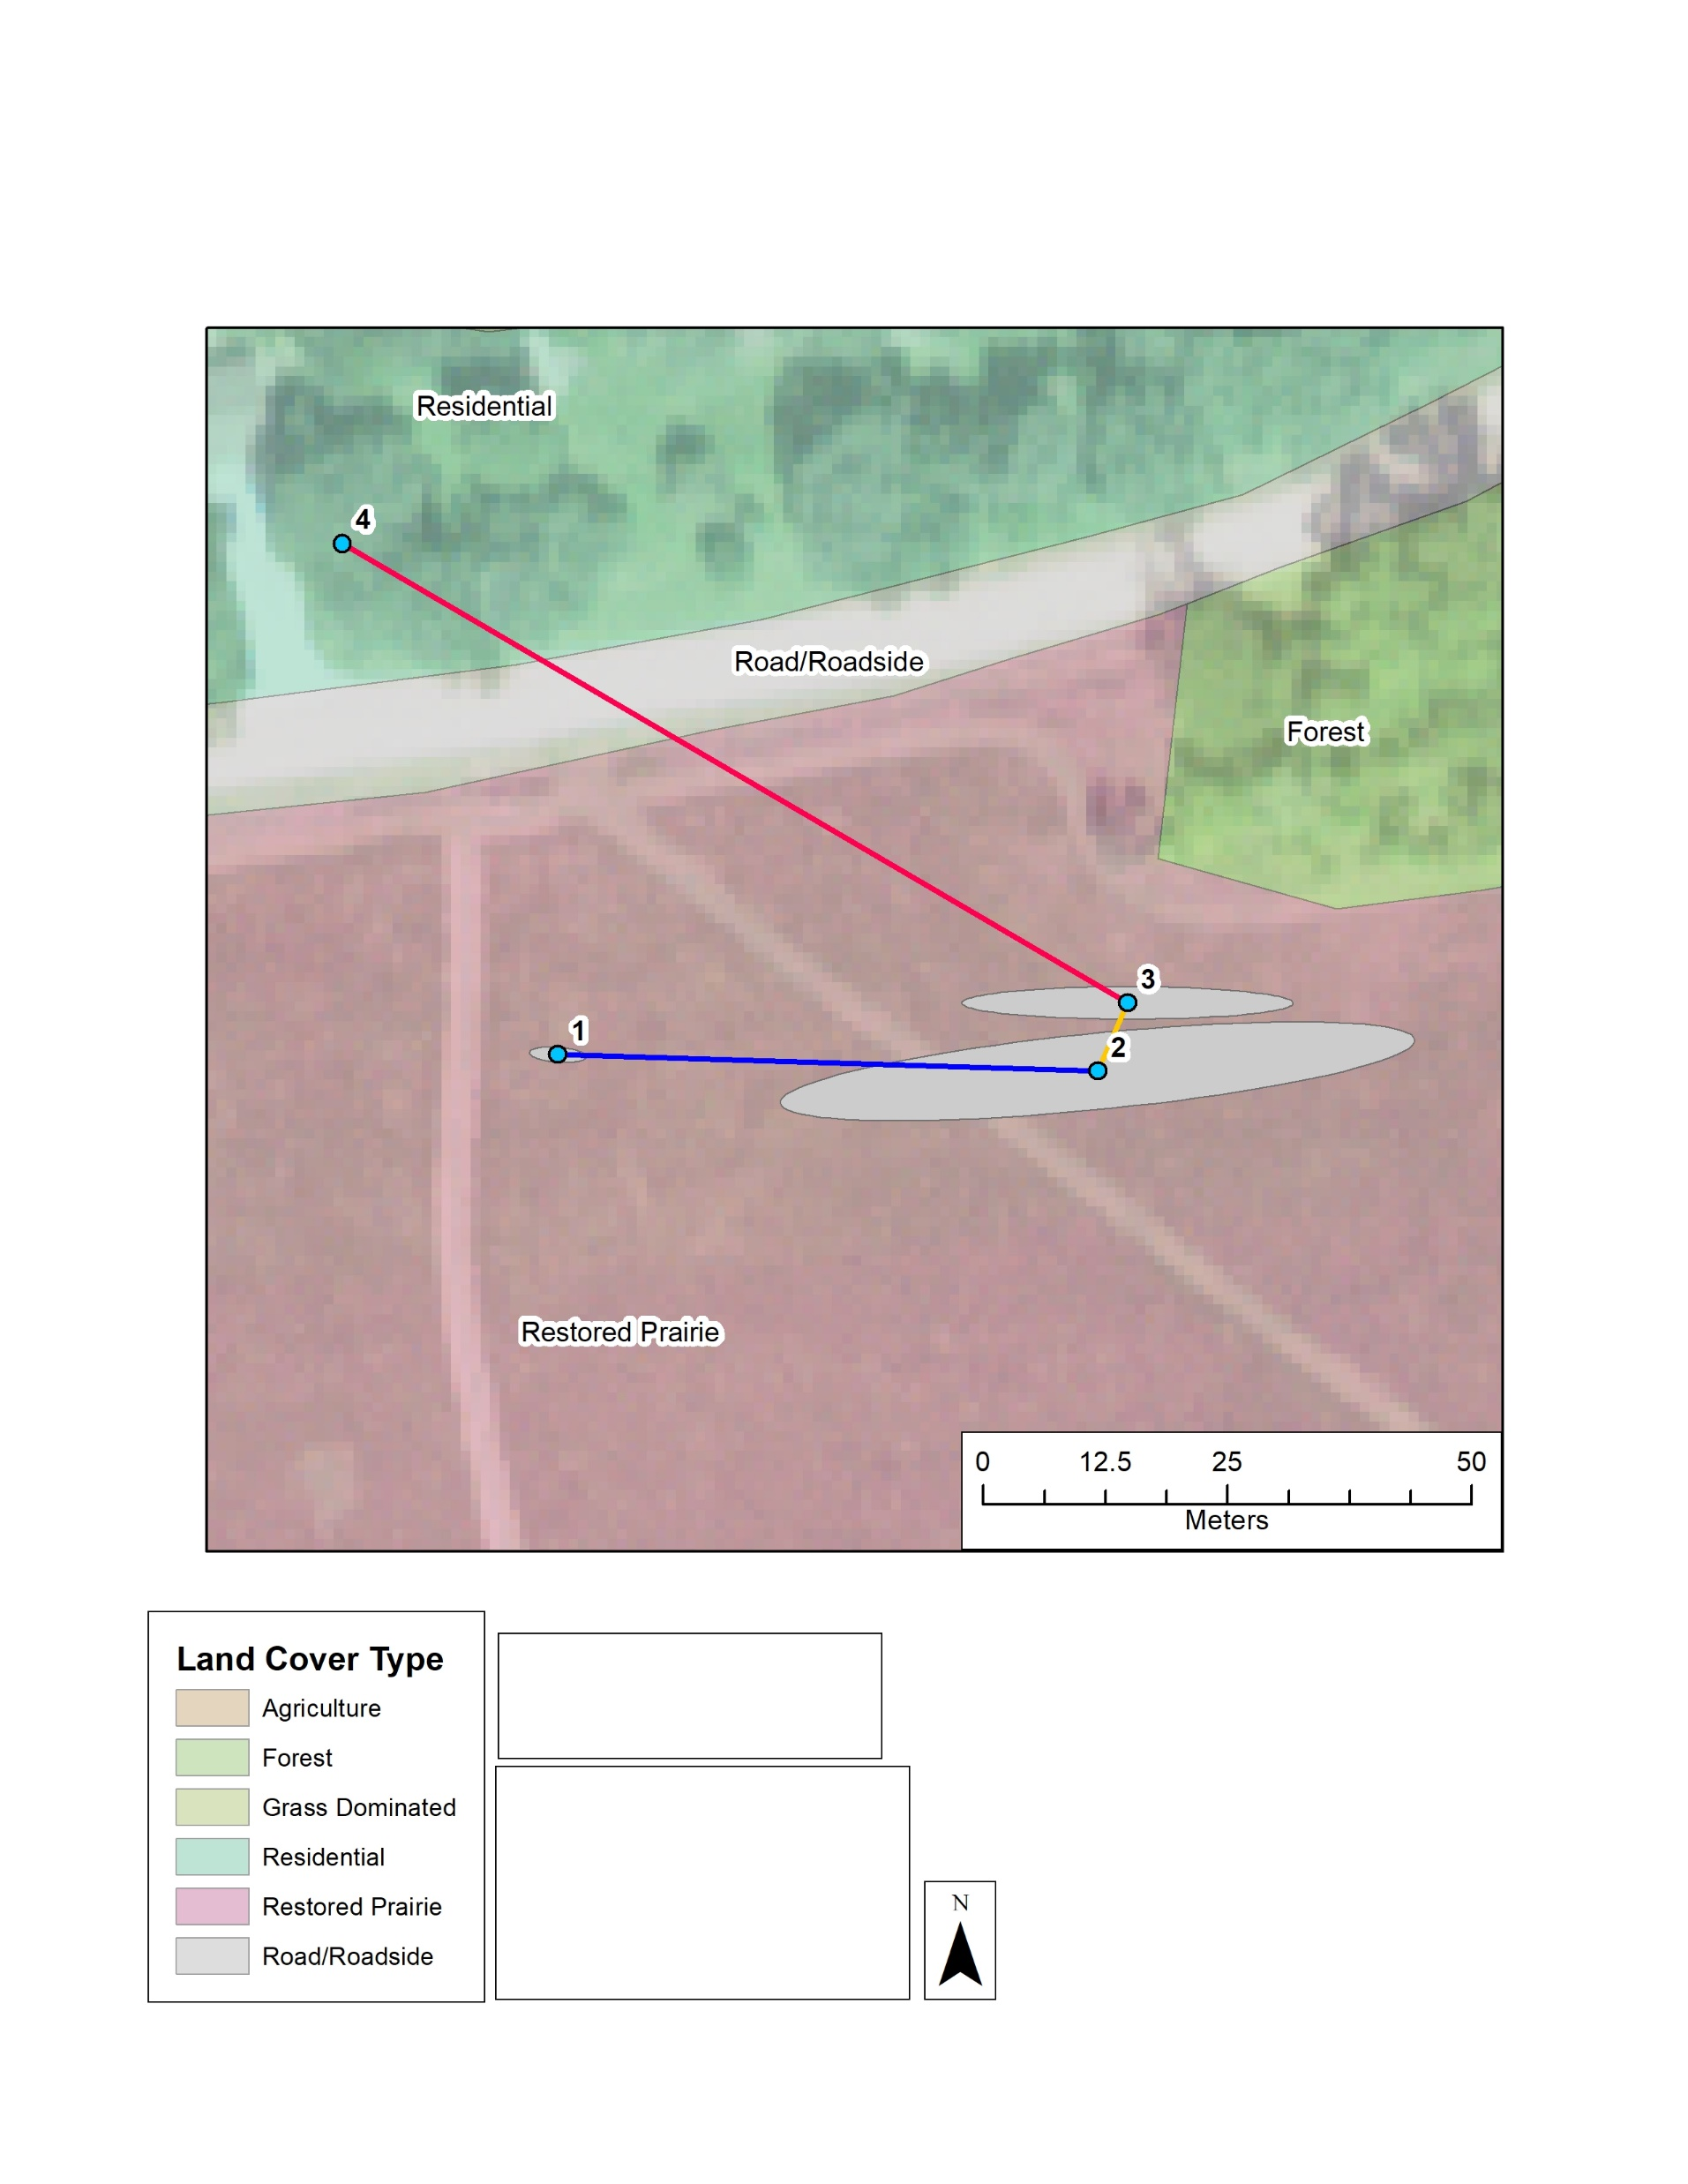 Residential
4
Road/Roadside
Forest
3
1
2
Restored Prairie
0 12.5 25 50
Meters
Land Cover Type
Agriculture
Forest
Grass Dominated
Residential
Restored Prairie
Road/Roadside
N